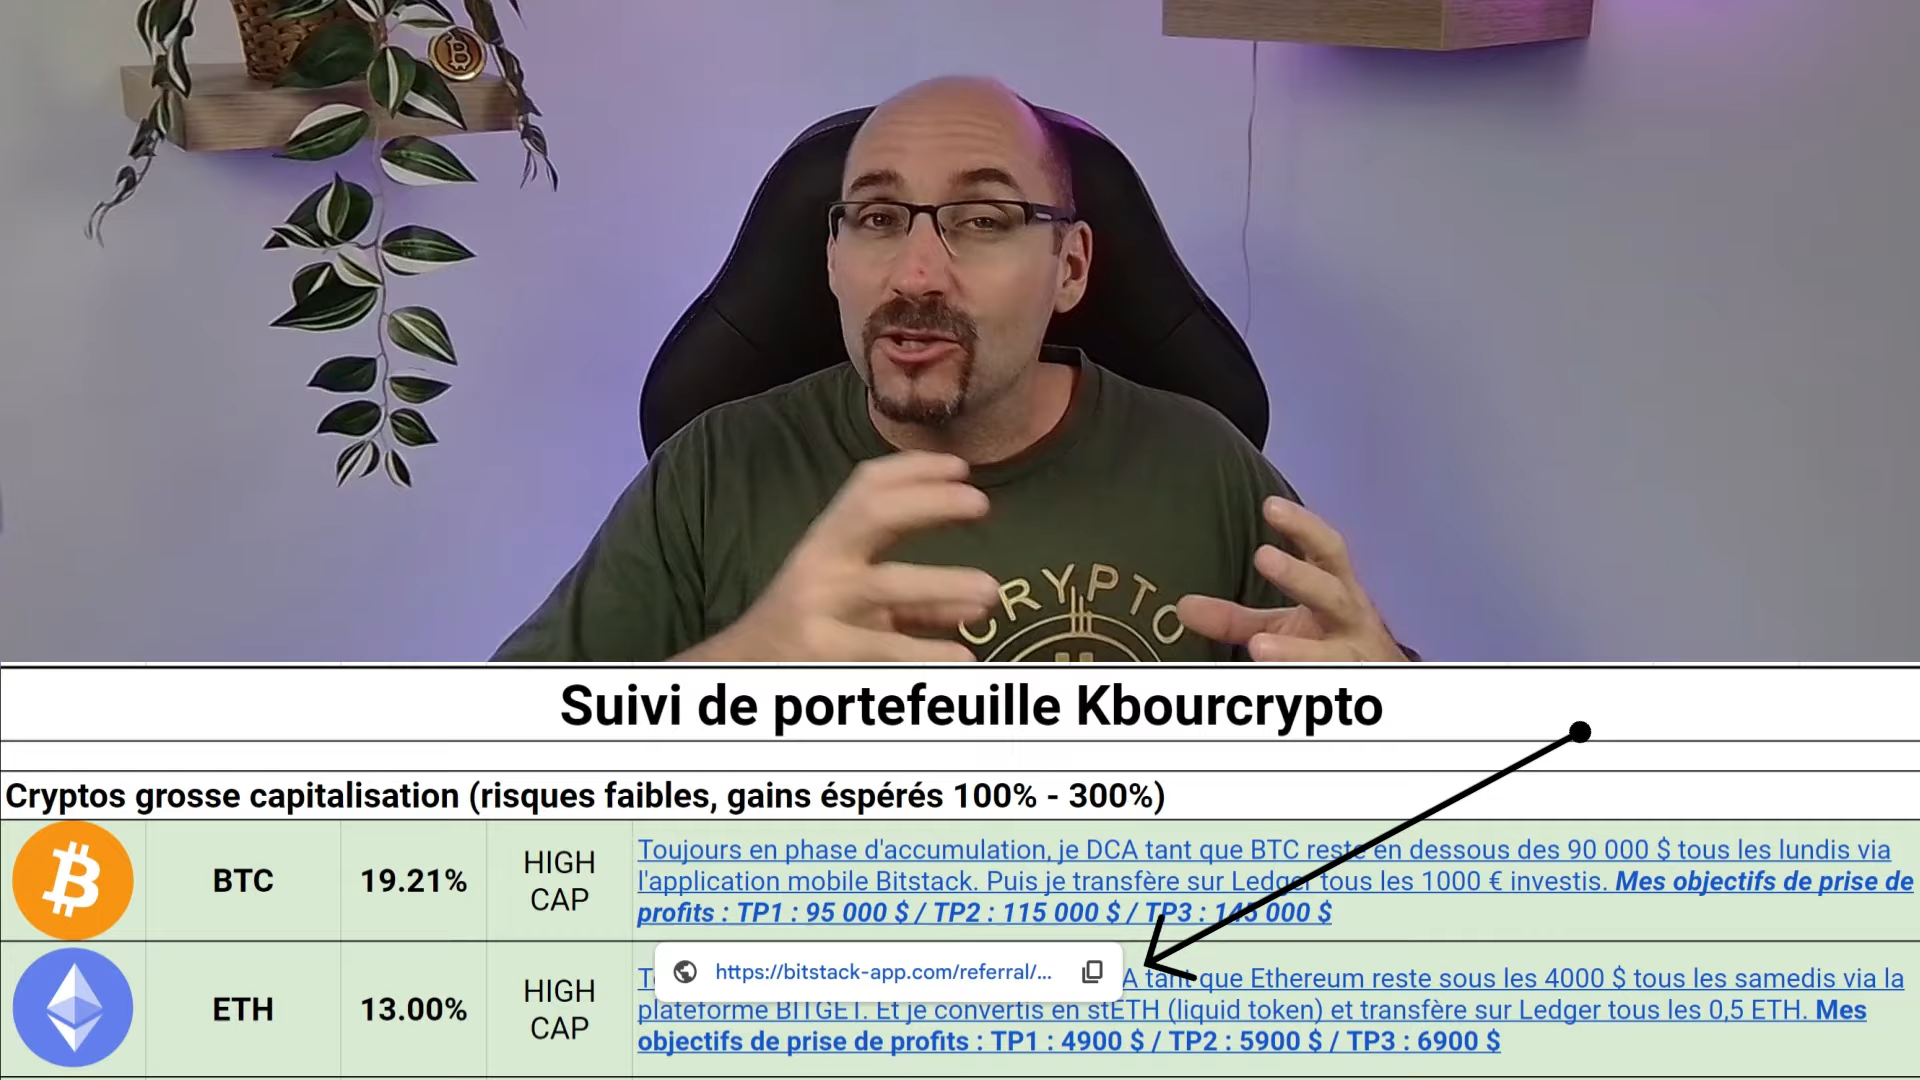 CRYPTO
Suivi de portefeuille Kbourcrypto
Cryptos grosse capitalisation (risques faibles, gains éspérés 100% - 300%)
BTC
19.21%
HIGH
CAP
Toujours en phase d'accumulation, je DCA tant que BTC reste en dessous des 90 000 $ tous les lundis via
l'application mobile Bitstack. Puis je transfère sur Ledger tous les 1000 € investis. Mes objectifs de prise de
profits : TP1 : 95 000 $ / TP2 : 115 000 $ / TP3 : 145 000 $
https://bitstack-app.com/referral/...
ETH
13.00%
HIGH
CAP
tant que Ethereum reste sous les 4000 $ tous les samedis via la
plateforme BITGET. Et je convertis en stETH (liquid token) et transfère sur Ledger tous les 0,5 ETH. Mes
objectifs de prise de profits : TP1 : 4900 $ / TP2 : 5900 $ / TP3 : 6900 $